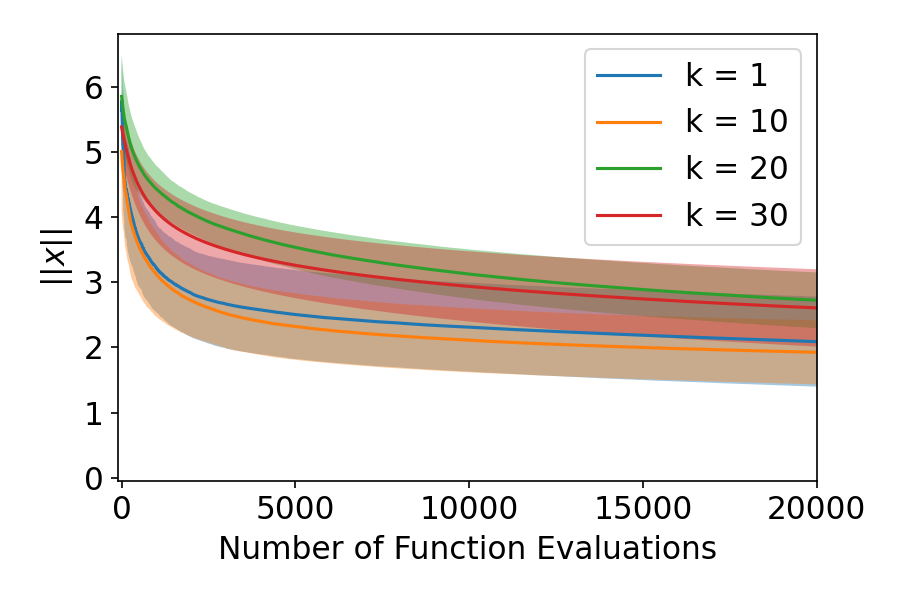 6
5
4
3
2
1
0
||x||
k = 1
k = 10
k = 20
k = 30
0 5000 10000 15000 20000
Number of Function Evaluations